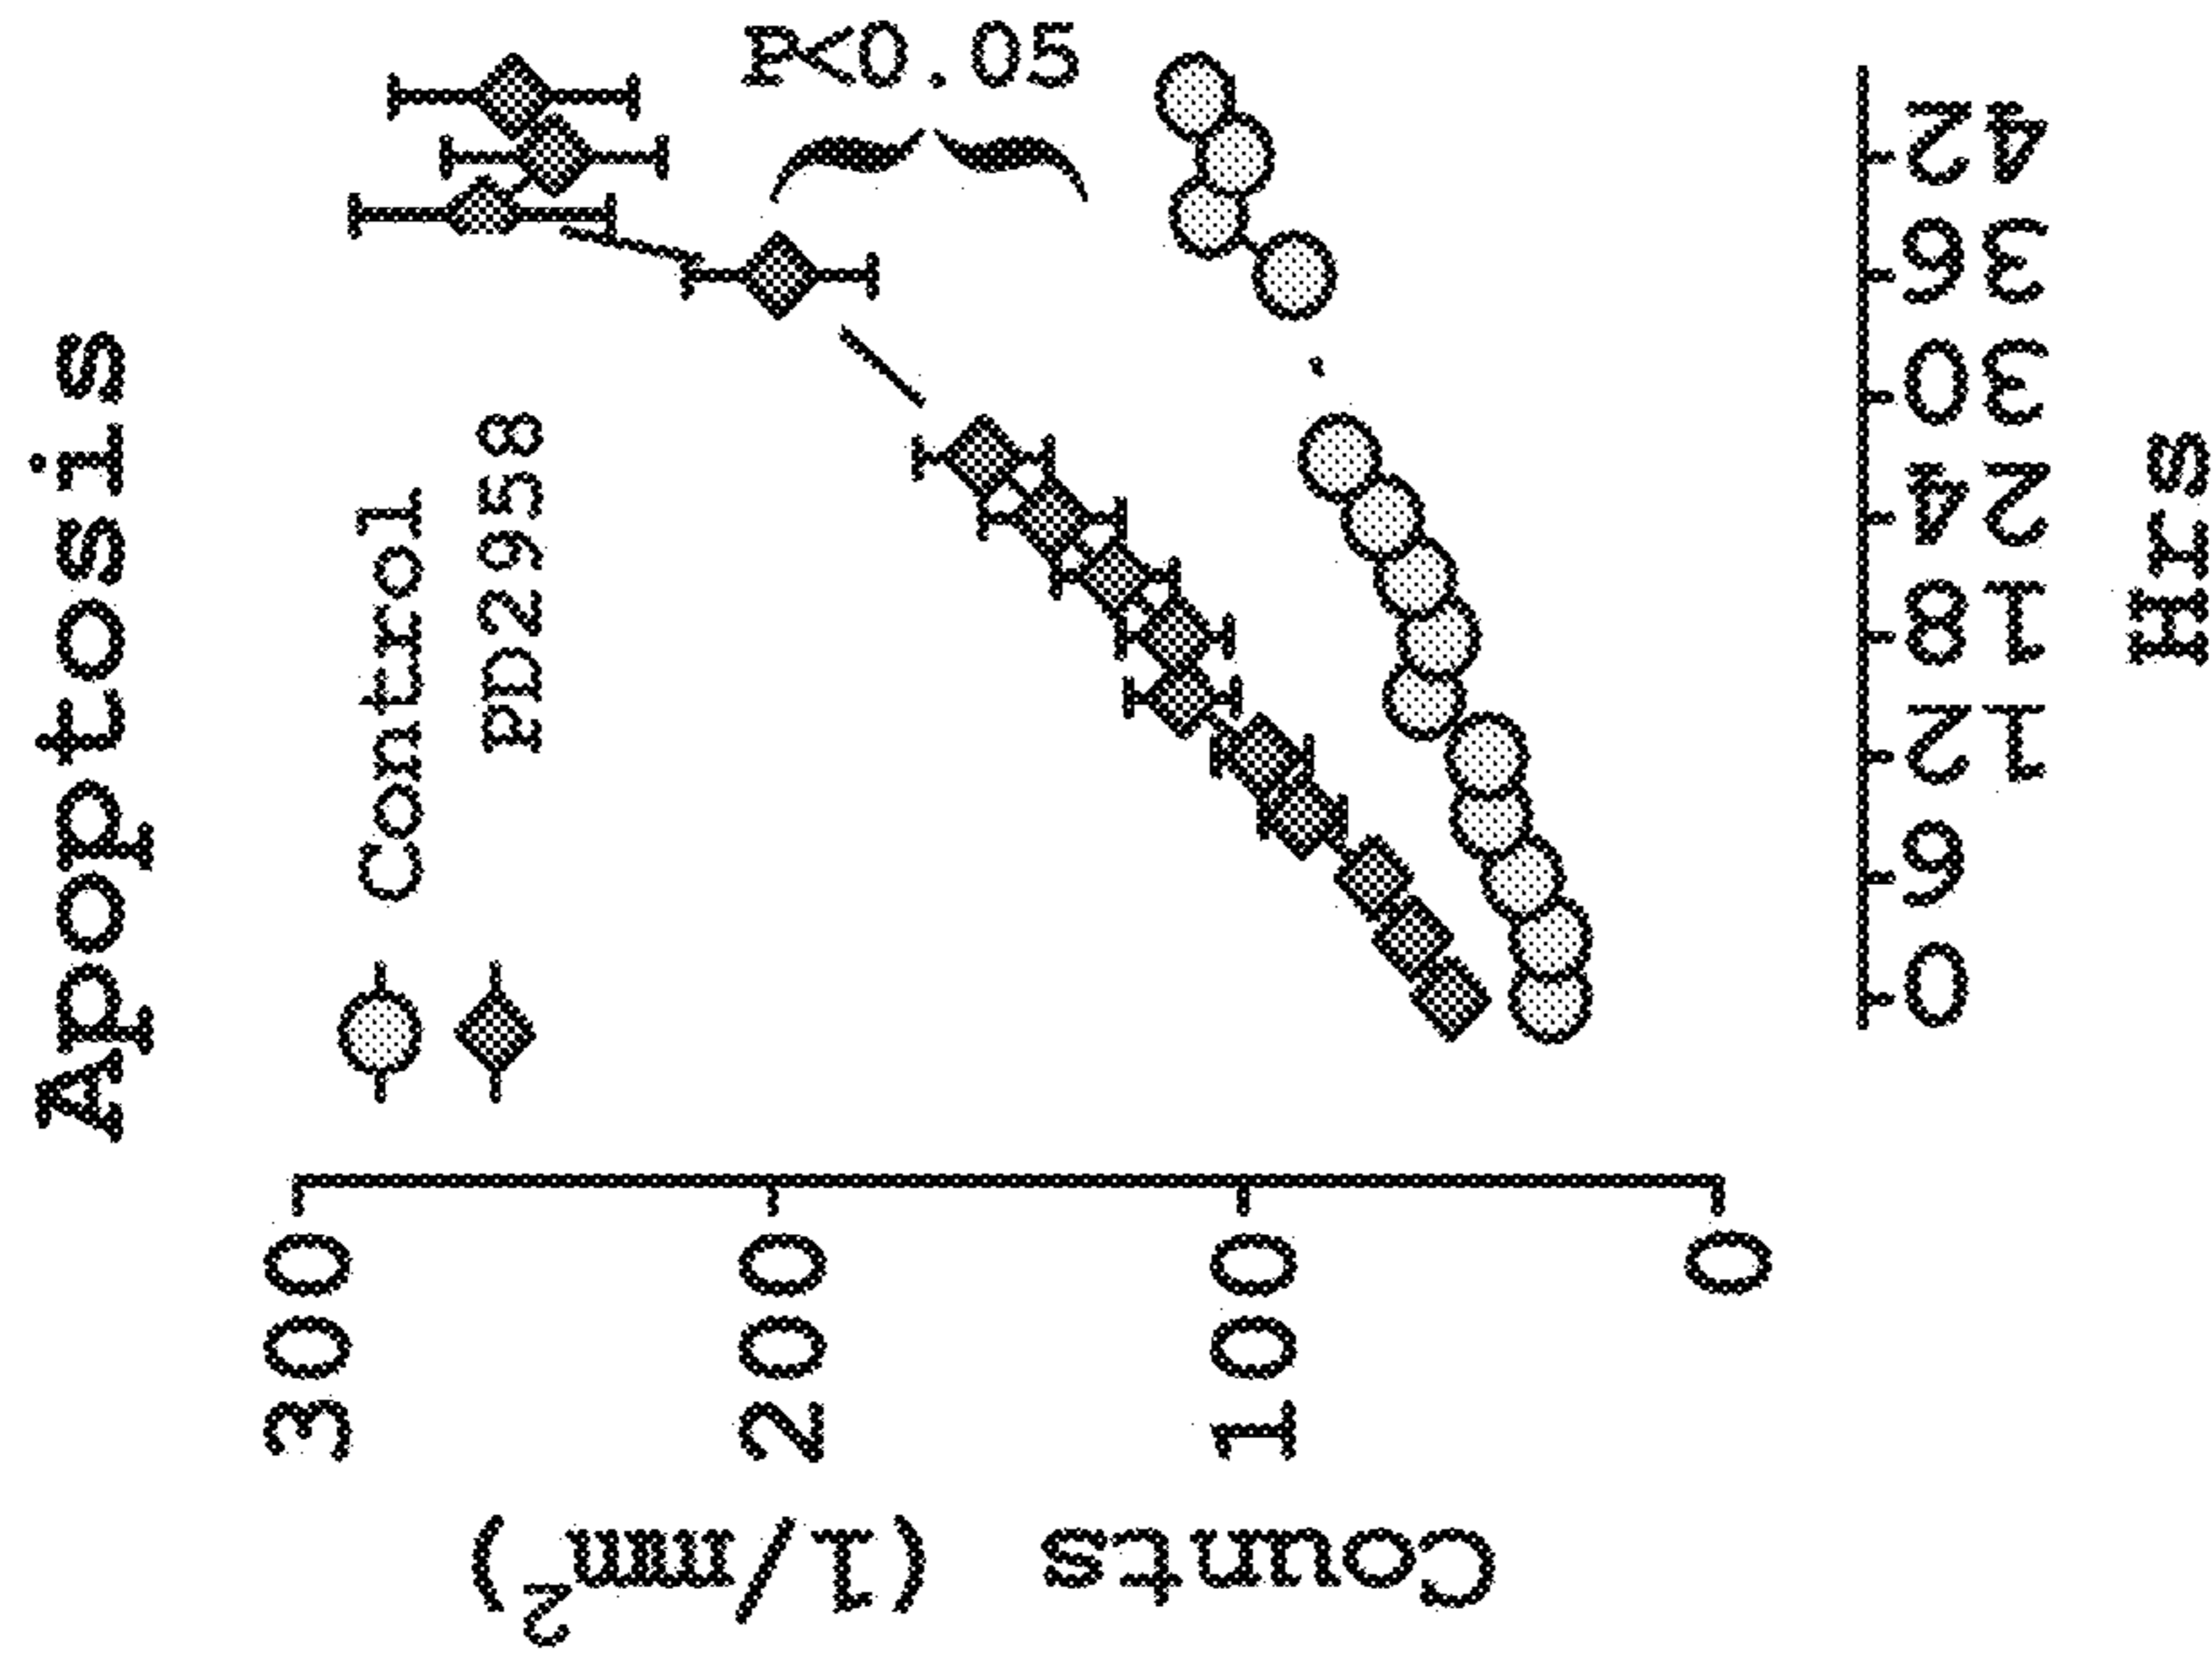 Apoptosis
Control
PD2958
P<0.05
300
200
100
0
Counts (1/mm²)
0 6 12 18 24 30 36 42
Hrs